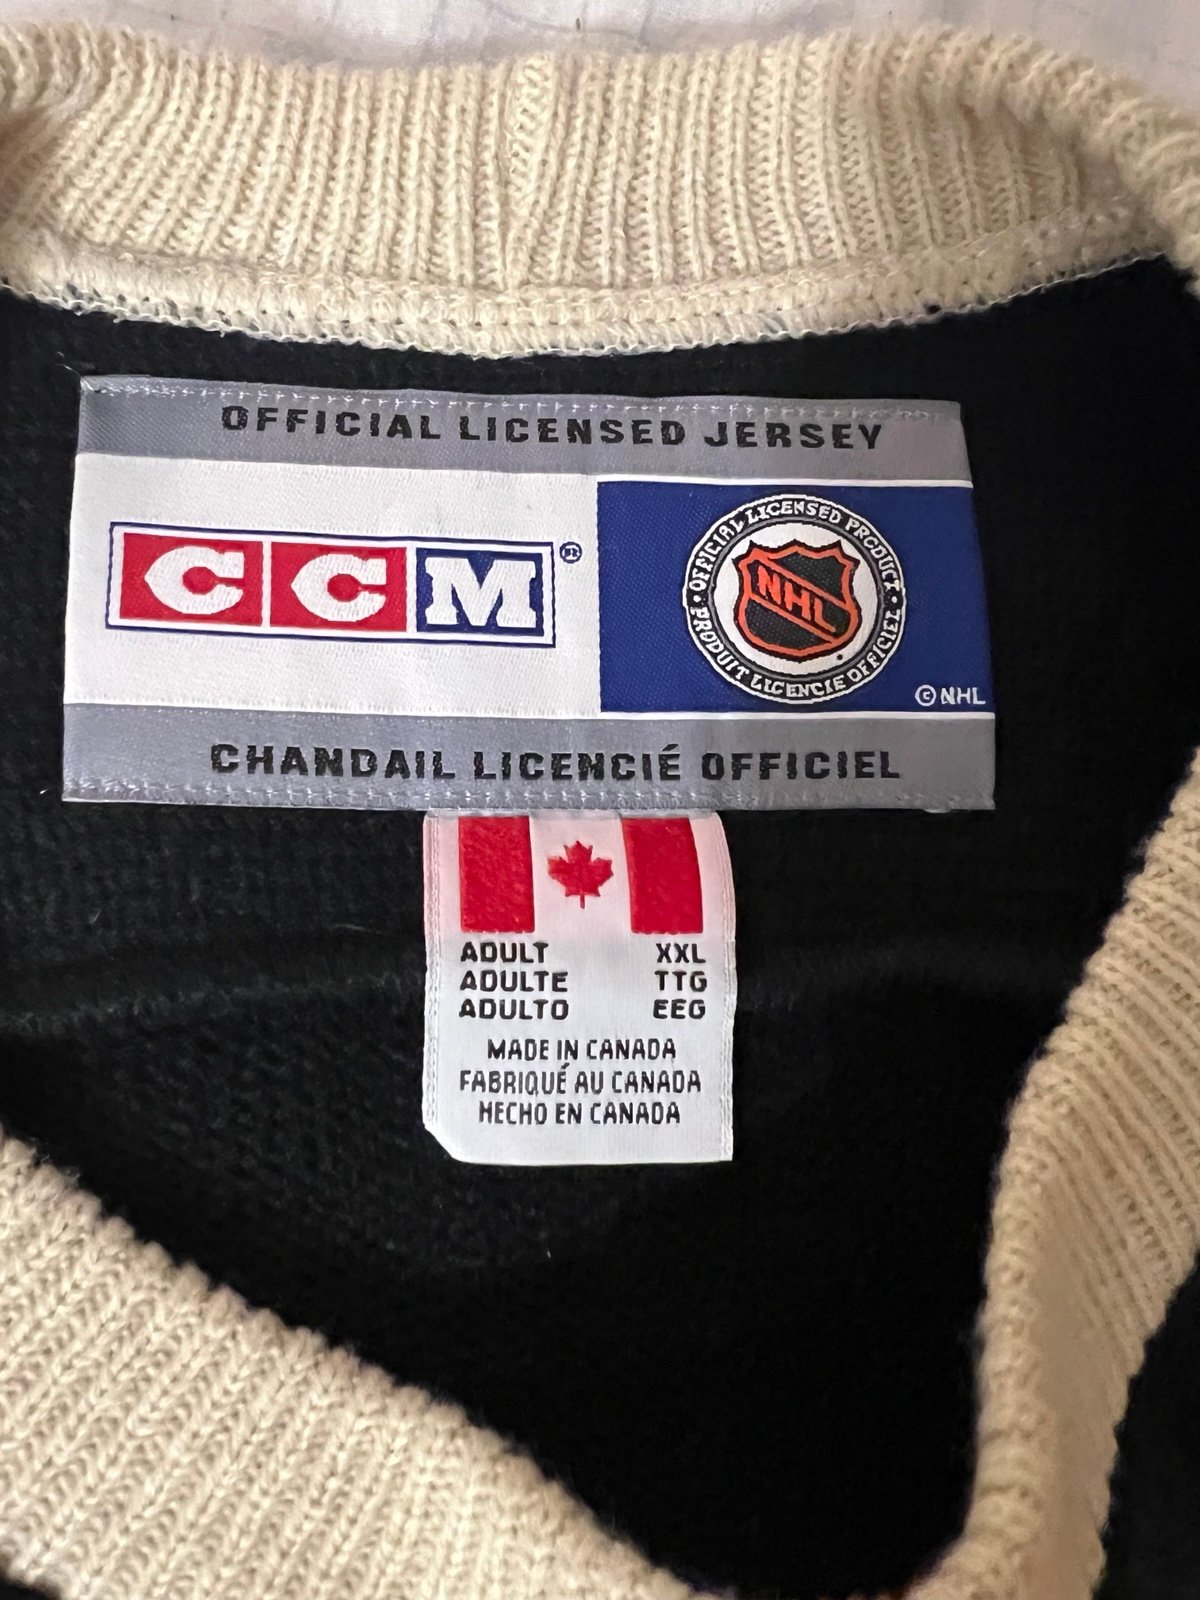 OFFICIAL LICENSED JERSEY
CCM®
OFFICIAL LICENSED PRODUCT
NHL
PRODUIT LICENCIE OFFICIEL
©NHL
CHANDAIL LICENCIÉ OFFICIEL
ADULT XXL
ADULTE TTG
ADULTO EEG
MADE IN CANADA
FABRIQUÉ AU CANADA
HECHO EN CANADA